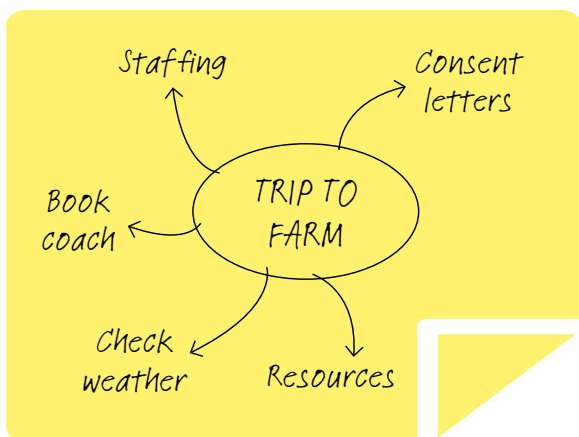 Staffing
Consent
letters
TRIP TO
FARM
Book
coach
Check
weather
Resources